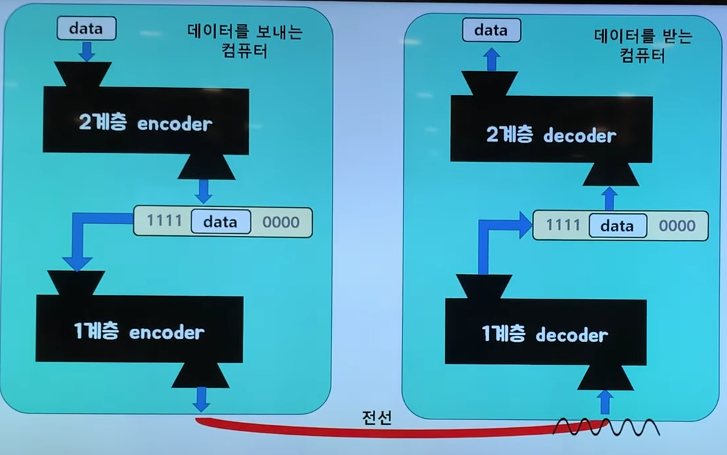 data
데이터를 보내는
컴퓨터
2계층 encoder
1111 data 0000
1계층 encoder
data
데이터를 받는
컴퓨터
2계층 decoder
1111 data 0000
1계층 decoder
전선